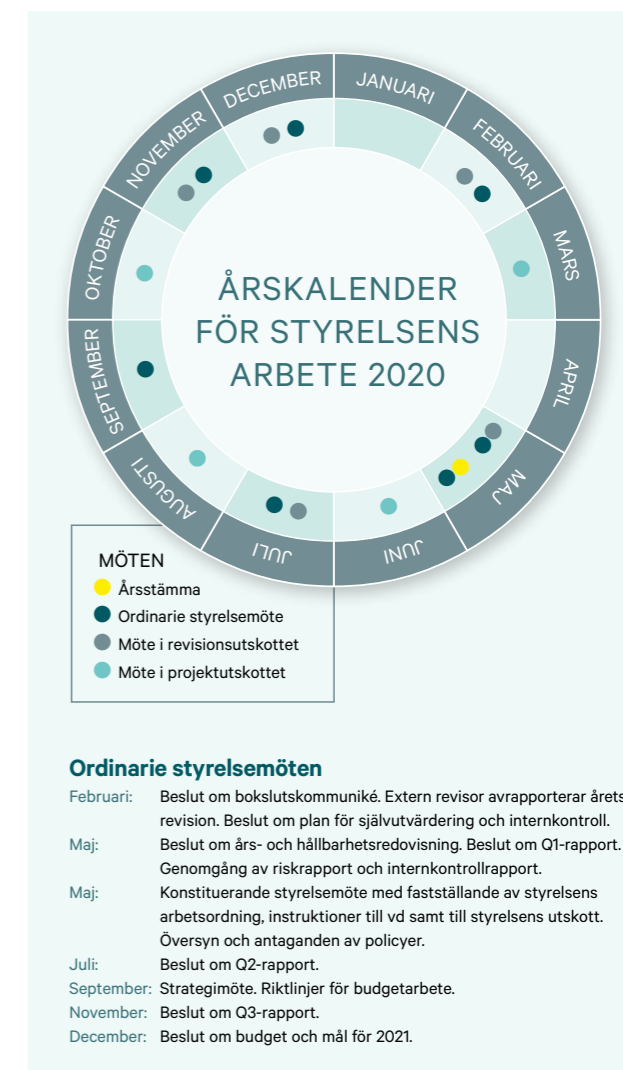 JANUARI
FEBRUARI
MARS
APRIL
MAJ
JUNI
JULI
AUGUSTI
SEPTEMBER
OKTOBER
NOVEMBER
DECEMBER
ÅRSKALENDER
FÖR STYRELSENS
ARBETE 2020
MÖTEN
Årsstämma
Ordinarie styrelsemöte
Möte i revisionsutskottet
Möte i projektutskottet
Ordinarie styrelsemöten
Februari: Beslut om bokslutskommuniké. Extern revisor avrapporterar årets
revision. Beslut om plan för självutvärdering och internkontroll.
Maj: Beslut om års- och hållbarhetsredovisning. Beslut om Q1-rapport.
Genomgång av riskrapport och internkontrollrapport.
Maj: Konstituerande styrelsemöte med fastställande av styrelsens
arbetsordning, instruktioner till vd samt till styrelsens utskott.
Översyn och antaganden av policyer.
Juli: Beslut om Q2-rapport.
September: Strategimöte. Riktlinjer för budgetarbete.
November: Beslut om Q3-rapport.
December: Beslut om budget och mål för 2021.